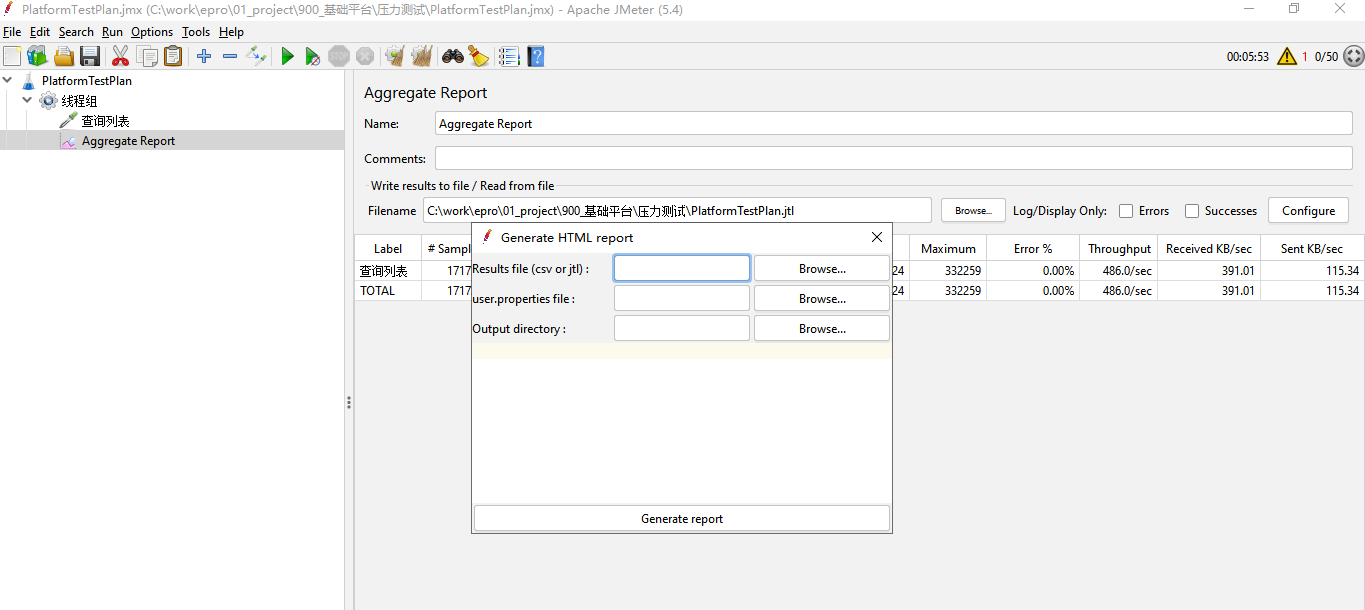 PlatformTestPlan.jmx (C:\work\epro\01_project\900_基础平台\压力测试\PlatformTestPlan.jmx) - Apache JMeter (5.4)
File Edit Search Run Options Tools Help
STOP 00:05:53 1 0/50
PlatformTestPlan
线程组
查询列表
Aggregate Report
Aggregate Report
Name: Aggregate Report
Comments:
Write results to file / Read from file
Filename C:\work\epro\01_project\900_基础平台\压力测试\PlatformTestPlan.jtl Browse... Log/Display Only: Errors Successes Configure
Label # Sampl Maximum Error % Throughput Received KB/sec Sent KB/sec
查询列表 1717 24 332259 0.00% 486.0/sec 391.01 115.34
TOTAL 1717 24 332259 0.00% 486.0/sec 391.01 115.34
Generate HTML report
Results file (csv or jtl) : Browse...
user.properties file : Browse...
Output directory : Browse...
Generate report